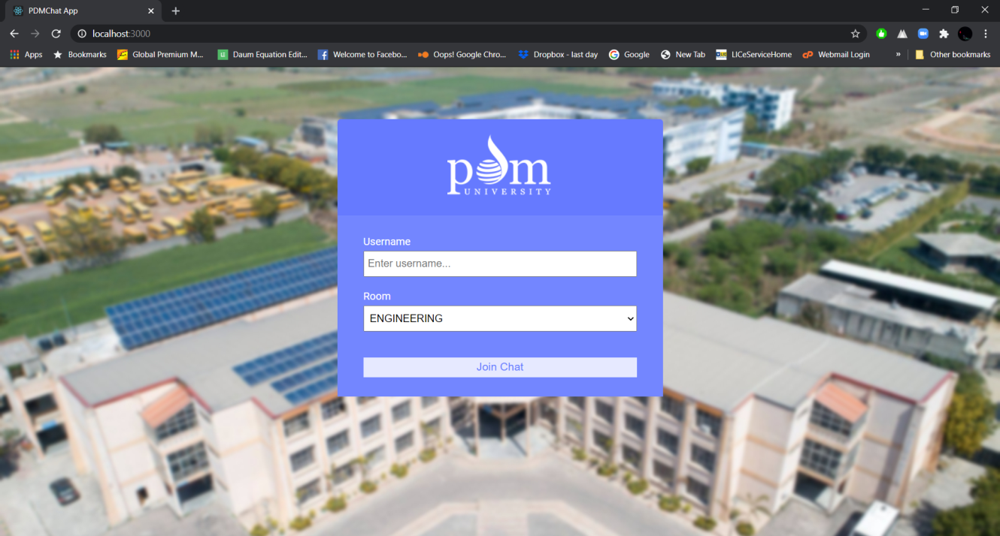 PDMChat App
localhost:3000
Apps Bookmarks Global Premium M... Daum Equation Edit... Welcome to Facebo... Oops! Google Chro... Dropbox - last day Google New Tab LICeServiceHome Webmail Login » Other bookmarks
pdm
UNIVERSITY
Username
Enter username...
Room
ENGINEERING
Join Chat